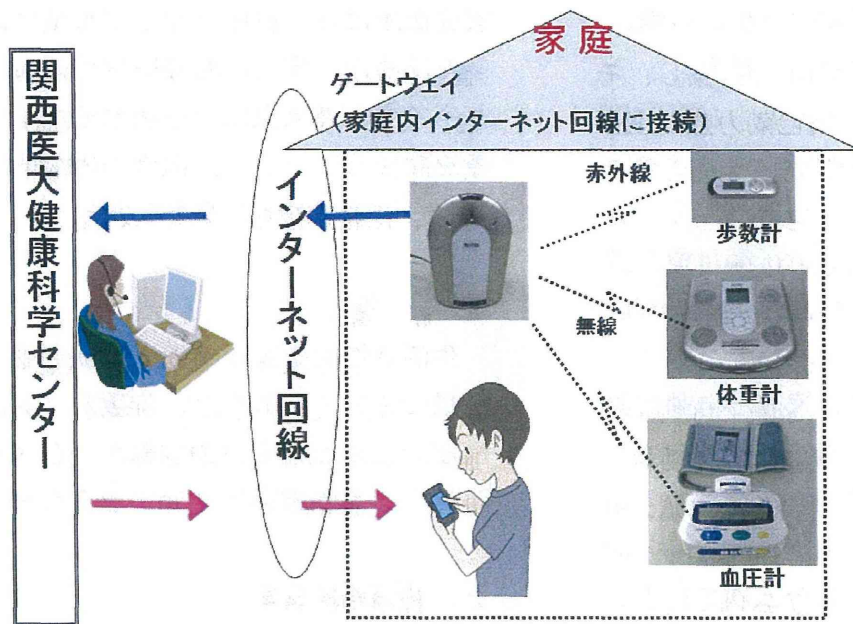 家 庭
ゲートウェイ
(家庭内インターネット回線に接続)
関西医大健康科学センター
インターネット回線
赤外線
歩数計
無線
体重計
血圧計